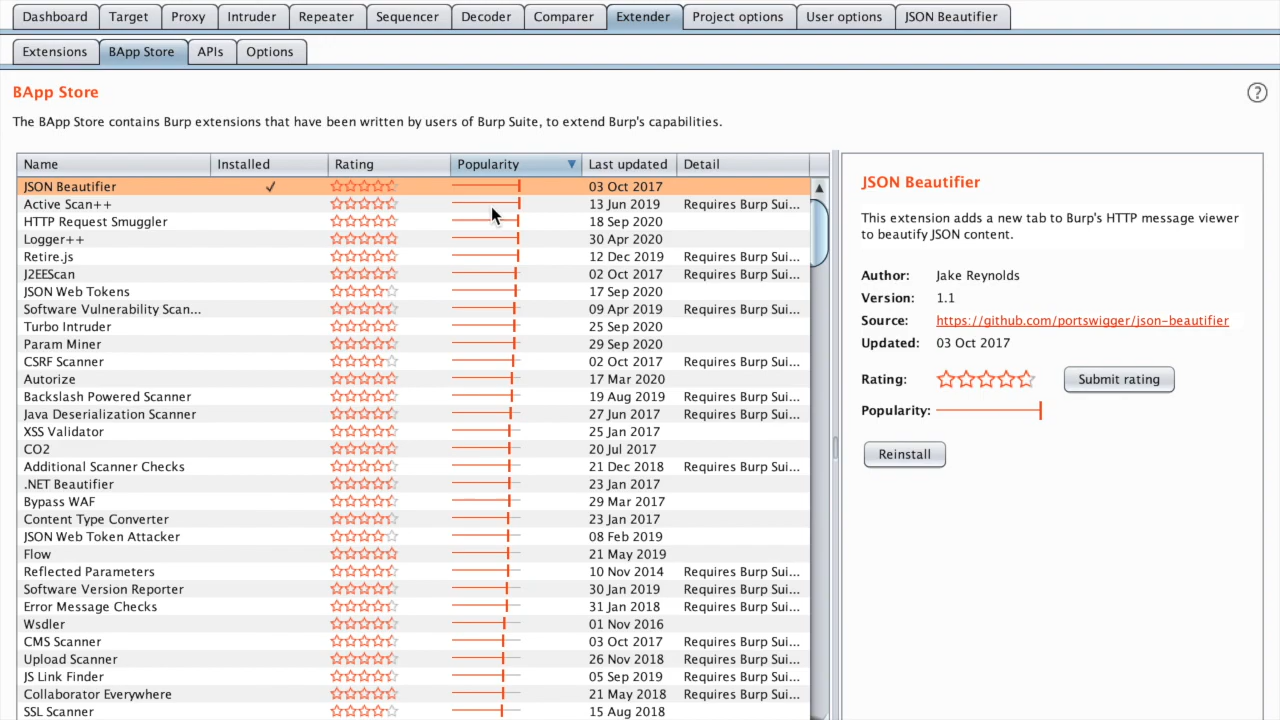 Dashboard Target Proxy Intruder Repeater Sequencer Decoder Comparer Extender Project options User options JSON Beautifier
Extensions BApp Store APIs Options
BApp Store
?
The BApp Store contains Burp extensions that have been written by users of Burp Suite, to extend Burp's capabilities.
Name Installed Rating Popularity Last updated Detail
JSON Beautifier ✓ 03 Oct 2017
Active Scan++ 13 Jun 2019 Requires Burp Sui...
HTTP Request Smuggler 18 Sep 2020
Logger++ 30 Apr 2020
Retire.js 12 Dec 2019 Requires Burp Sui...
J2EEScan 02 Oct 2017 Requires Burp Sui...
JSON Web Tokens 17 Sep 2020
Software Vulnerability Scan... 09 Apr 2019 Requires Burp Sui...
Turbo Intruder 25 Sep 2020
Param Miner 29 Sep 2020
CSRF Scanner 02 Oct 2017 Requires Burp Sui...
Autorize 17 Mar 2020
Backslash Powered Scanner 19 Aug 2019 Requires Burp Sui...
Java Deserialization Scanner 27 Jun 2017 Requires Burp Sui...
XSS Validator 25 Jan 2017
CO2 20 Jul 2017
Additional Scanner Checks 21 Dec 2018 Requires Burp Sui...
.NET Beautifier 23 Jan 2017
Bypass WAF 29 Mar 2017
Content Type Converter 23 Jan 2017
JSON Web Token Attacker 08 Feb 2019
Flow 21 May 2019
Reflected Parameters 10 Nov 2014 Requires Burp Sui...
Software Version Reporter 30 Jan 2019 Requires Burp Sui...
Error Message Checks 31 Jan 2018 Requires Burp Sui...
Wsdler 01 Nov 2016
CMS Scanner 03 Oct 2017 Requires Burp Sui...
Upload Scanner 26 Nov 2018 Requires Burp Sui...
JS Link Finder 05 Sep 2019 Requires Burp Sui...
Collaborator Everywhere 21 May 2018 Requires Burp Sui...
SSL Scanner 15 Aug 2018
JSON Beautifier
This extension adds a new tab to Burp's HTTP message viewer
to beautify JSON content.
Author: Jake Reynolds
Version: 1.1
Source: https://github.com/portswigger/json-beautifier
Updated: 03 Oct 2017
Rating: Submit rating
Popularity:
Reinstall